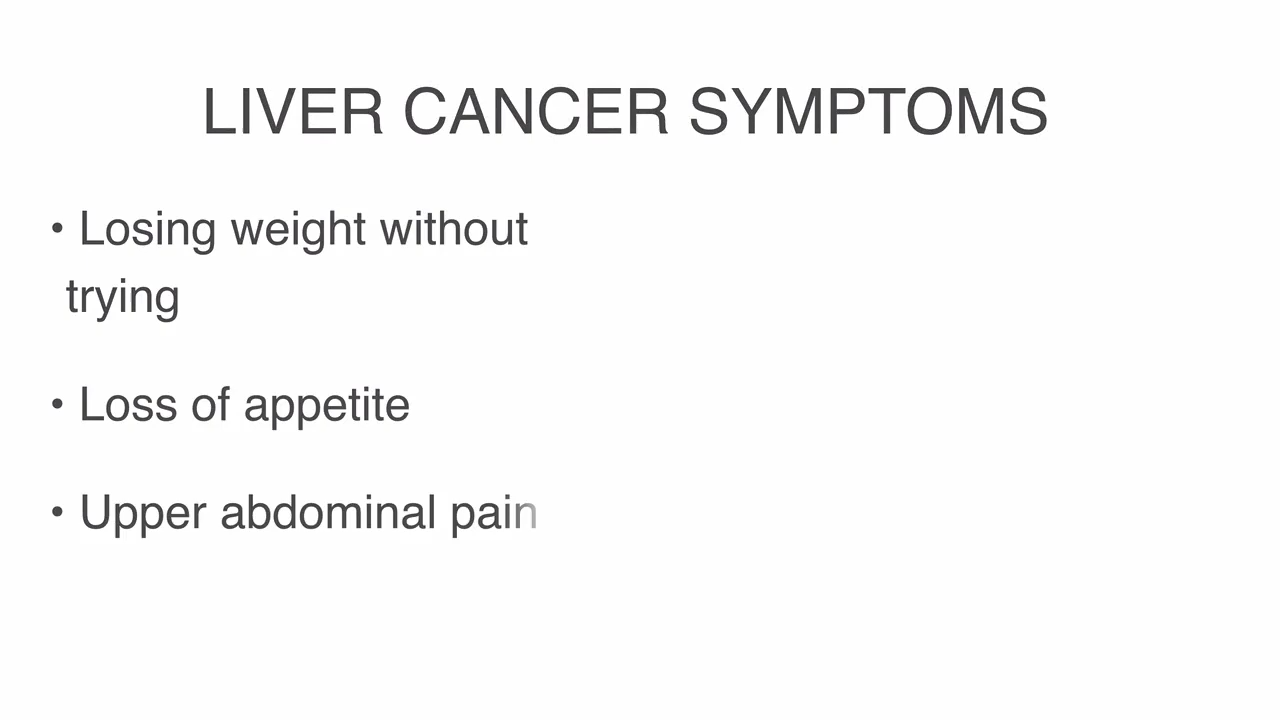 LIVER CANCER SYMPTOMS
• Losing weight without
trying
• Loss of appetite
• Upper abdominal pain